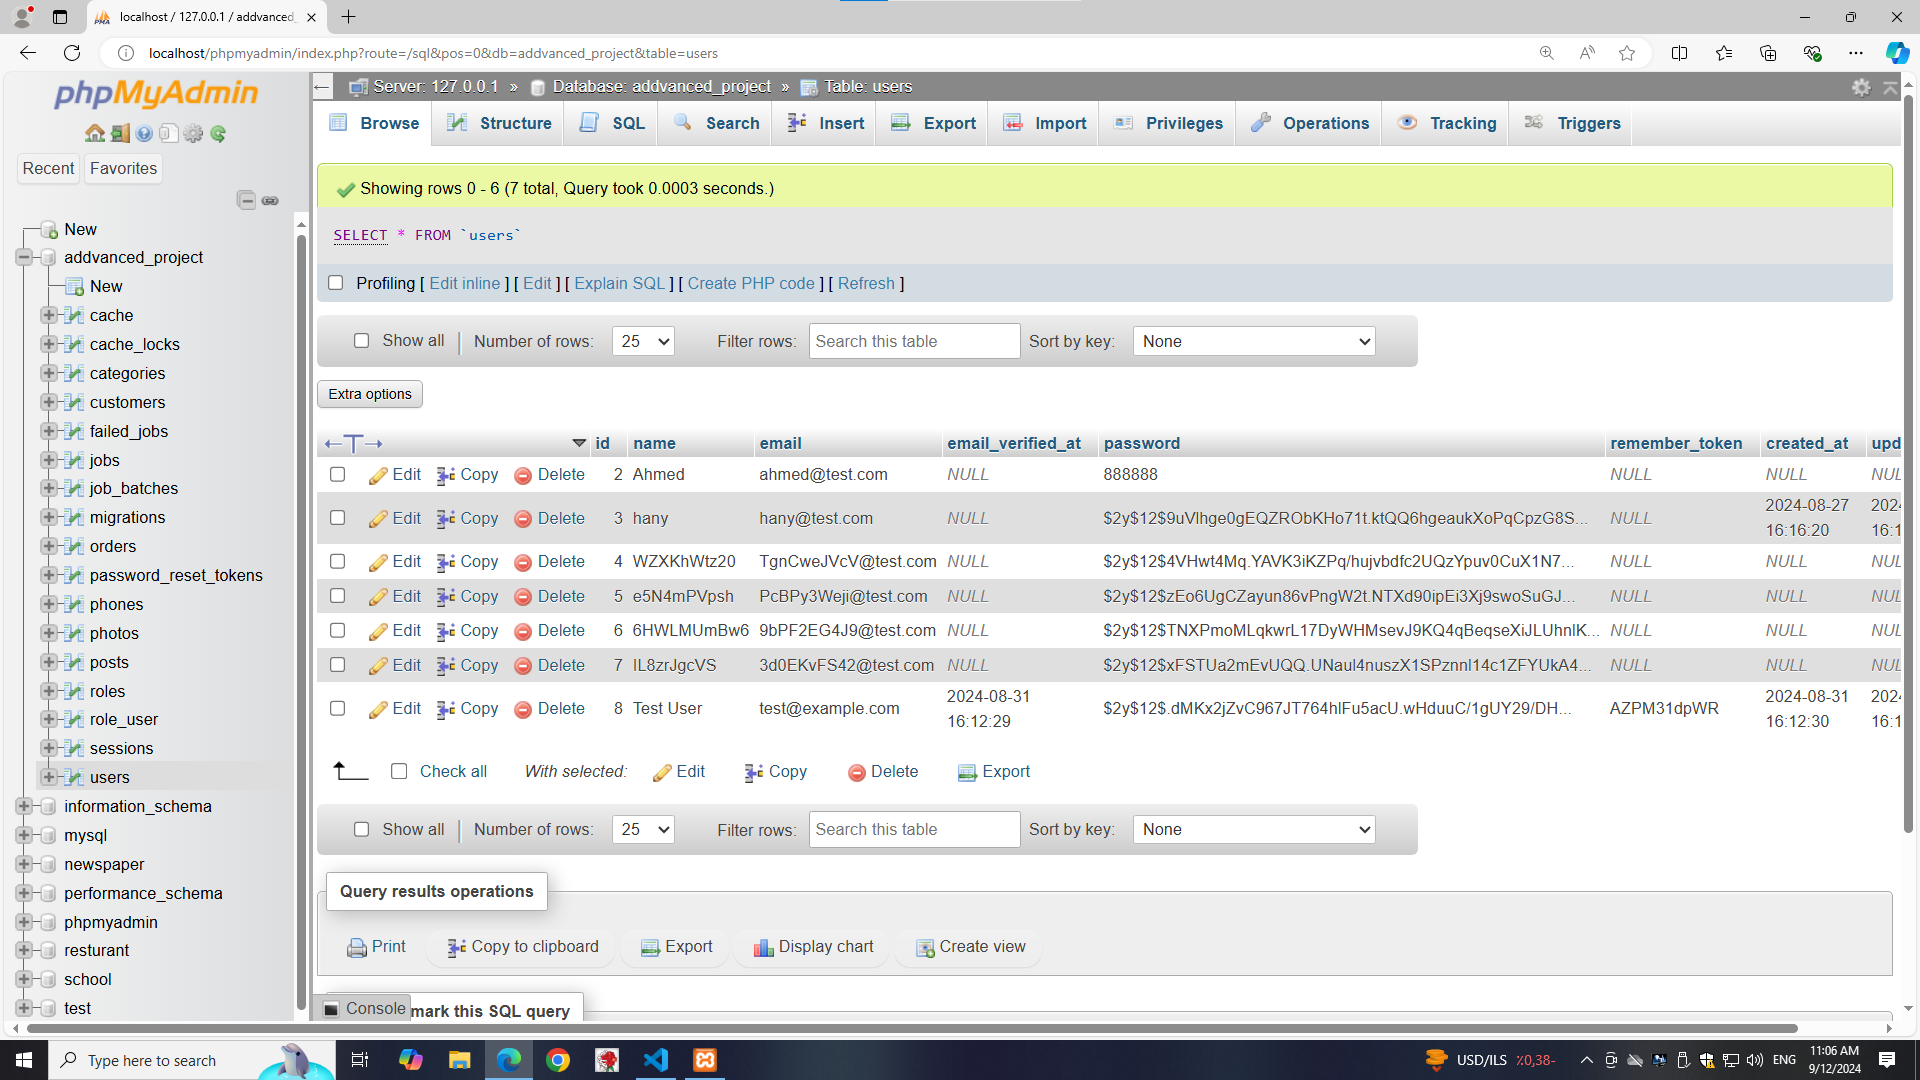 localhost / 127.0.0.1 / addvanced_
localhost/phpmyadmin/index.php?route=/sql&pos=0&db=addvanced_project&table=users
phpMyAdmin
Recent Favorites
New
addvanced_project
New
cache
cache_locks
categories
customers
failed_jobs
jobs
job_batches
migrations
orders
password_reset_tokens
phones
photos
posts
roles
role_user
sessions
users
information_schema
mysql
newspaper
performance_schema
phpmyadmin
resturant
school
test
Server: 127.0.0.1 » Database: addvanced_project » Table: users
Browse Structure SQL Search Insert Export Import Privileges Operations Tracking Triggers
Showing rows 0 - 6 (7 total, Query took 0.0003 seconds.)
SELECT * FROM `users`
Profiling [ Edit inline ] [ Edit ] [ Explain SQL ] [ Create PHP code ] [ Refresh ]
Show all Number of rows: 25 Filter rows: Search this table Sort by key: None
Extra options
id name email email_verified_at password remember_token created_at upd
Edit Copy Delete 2 Ahmed ahmed@test.com NULL 888888 NULL NULL NUL
Edit Copy Delete 3 hany hany@test.com NULL $2y$12$9uVlhge0gEQZRObKHo71t.ktQQ6hgeaukXoPqCpzG8S... NULL 2024-08-27 16:16:20 2024 16:1
Edit Copy Delete 4 WZXKhWtz20 TgnCweJVcV@test.com NULL $2y$12$4VHwt4Mq.YAVK3iKZPq/hujvbdfc2UQzYpuv0CuX1N7... NULL NULL NUL
Edit Copy Delete 5 e5N4mPVpsh PcBPy3Weji@test.com NULL $2y$12$zEo6UgCZayun86vPngW2t.NTXd90ipEi3Xj9swoSuGJ... NULL NULL NUL
Edit Copy Delete 6 6HWLMUmBw6 9bPF2EG4J9@test.com NULL $2y$12$TNXPmoMLqkwrL17DyWHMsevJ9KQ4qBeqseXiJLUhnlK... NULL NULL NUL
Edit Copy Delete 7 IL8zrJgcVS 3d0EKvFS42@test.com NULL $2y$12$xFSTUa2mEvUQQ.UNaul4nuszX1SPznnl14c1ZFYUkA4... NULL NULL NUL
Edit Copy Delete 8 Test User test@example.com 2024-08-31 16:12:29 $2y$12$.dMKx2jZvC967JT764hlFu5acU.wHduuC/1gUY29/DH... AZPM31dpWR 2024-08-31 16:12:30 2024 16:1
Check all With selected: Edit Copy Delete Export
Show all Number of rows: 25 Filter rows: Search this table Sort by key: None
Query results operations
Print Copy to clipboard Export Display chart Create view
Console mark this SQL query
Type here to search
USD/ILS ٪0,38-
ENG
11:06 AM
9/12/2024